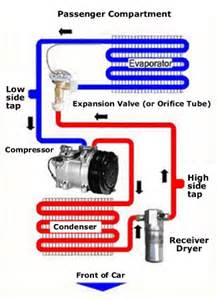 Passenger Compartment
Evaporator
Low
side
tap
Expansion Valve (or Orifice Tube)
Compressor
High
side
tap
Condenser
Receiver
Dryer
Front of Car